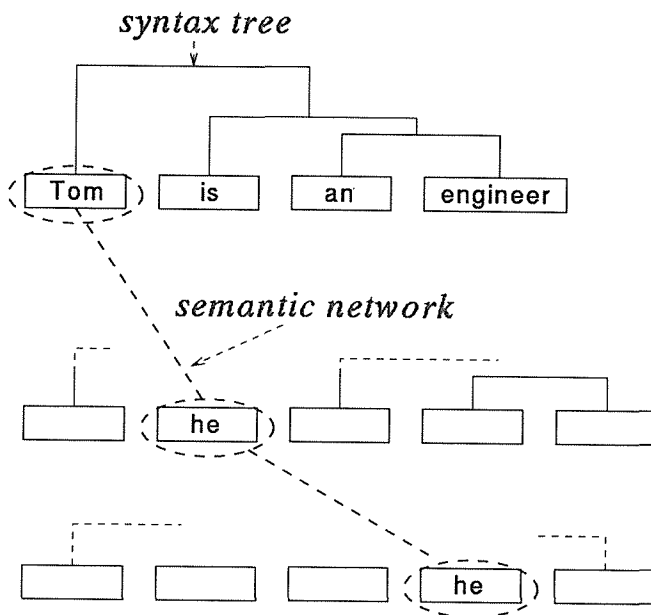 syntax tree
Tom is an engineer
semantic network
he
he